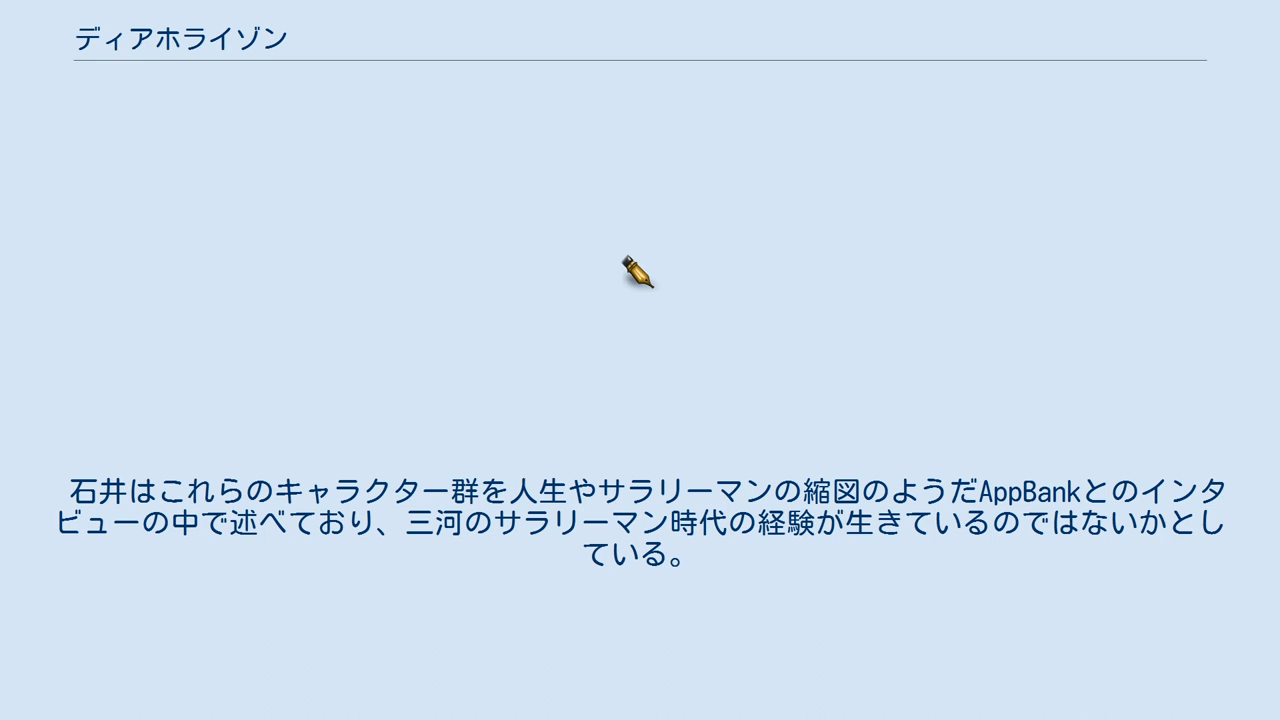 ディアホライゾン
石井はこれらのキャラクター群を人生やサラリーマンの縮図のようだAppBankとのインタ
ビューの中で述べており、三河のサラリーマン時代の経験が生きているのではないかとし
ている。